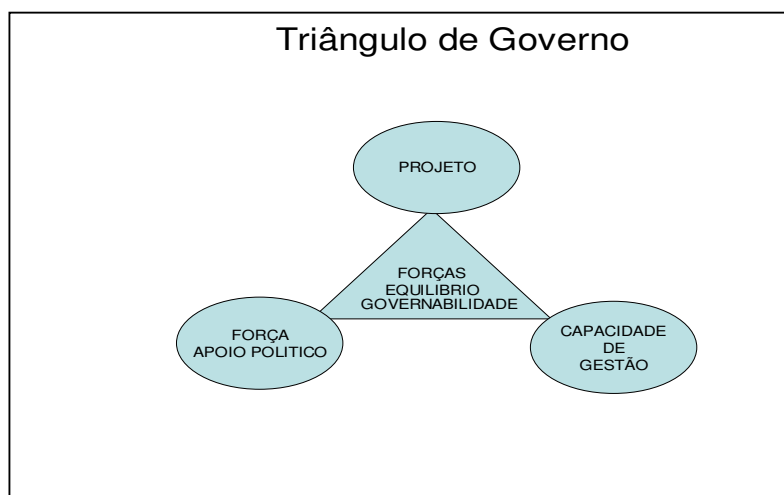 Triângulo de Governo
PROJETO
FORÇAS
EQUILIBRIO
GOVERNABILIDADE
FORÇA
APOIO POLITICO
CAPACIDADE
DE
GESTÃO